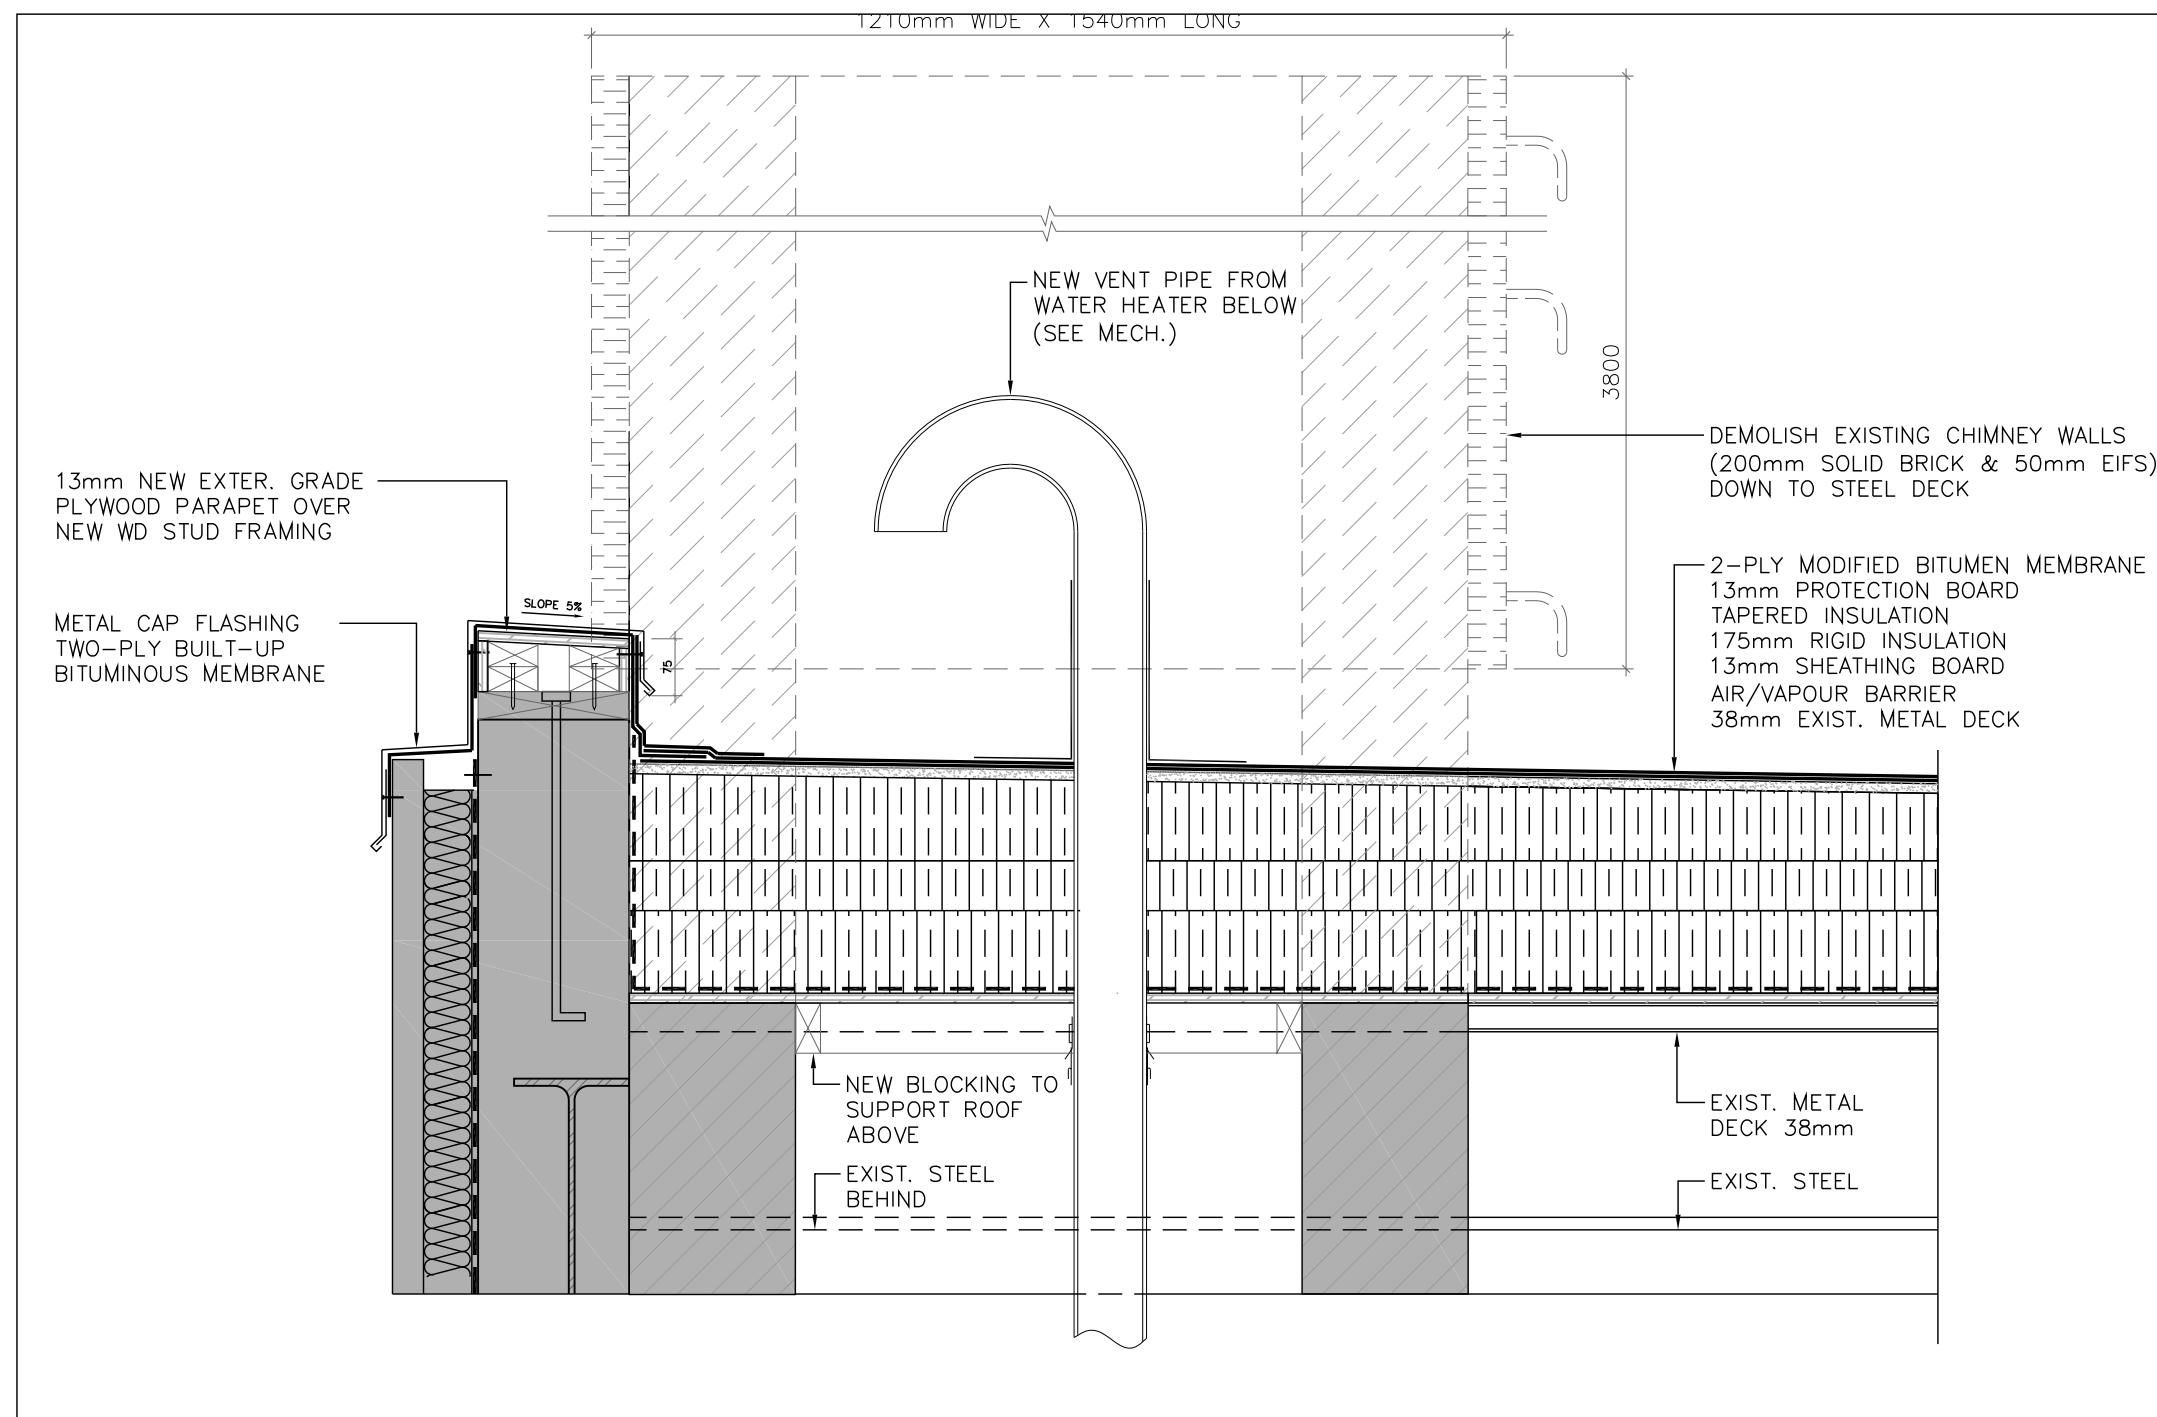 1210mm WIDE X 1540mm LONG
NEW VENT PIPE FROM
WATER HEATER BELOW
(SEE MECH.)
3800
DEMOLISH EXISTING CHIMNEY WALLS
(200mm SOLID BRICK & 50mm EIFS)
DOWN TO STEEL DECK
13mm NEW EXTER. GRADE
PLYWOOD PARAPET OVER
NEW WD STUD FRAMING
2-PLY MODIFIED BITUMEN MEMBRANE
13mm PROTECTION BOARD
TAPERED INSULATION
175mm RIGID INSULATION
13mm SHEATHING BOARD
AIR/VAPOUR BARRIER
38mm EXIST. METAL DECK
SLOPE 5%
METAL CAP FLASHING
TWO-PLY BUILT-UP
BITUMINOUS MEMBRANE
75
NEW BLOCKING TO
SUPPORT ROOF
ABOVE
EXIST. METAL
DECK 38mm
EXIST. STEEL
BEHIND
EXIST. STEEL